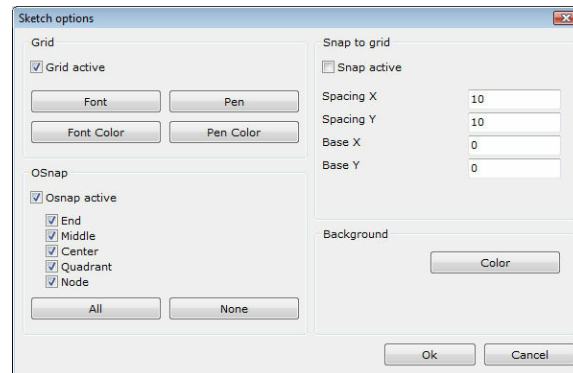 Sketch options
Grid
Grid active
Font
Pen
Font Color
Pen Color
OSnap
Osnap active
End
Middle
Center
Quadrant
Node
All
None
Snap to grid
Snap active
Spacing X 10
Spacing Y 10
Base X 0
Base Y 0
Background
Color
Ok
Cancel